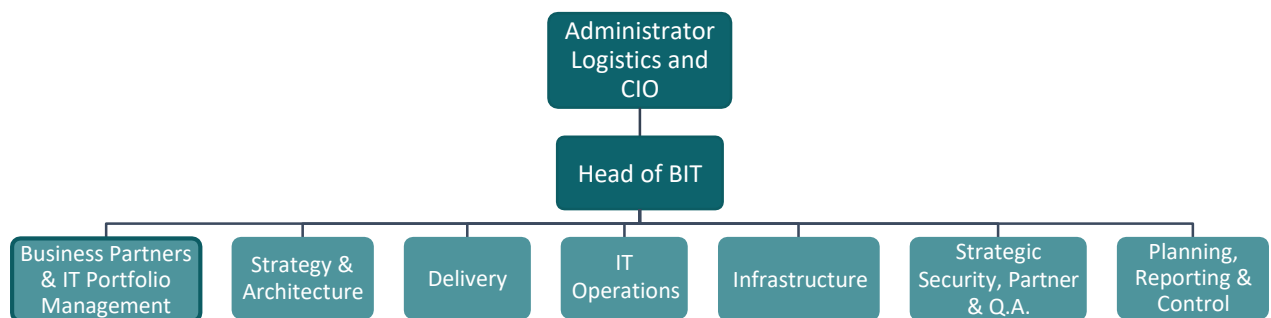 Administrator
Logistics and
CIO
Head of BIT
Business Partners
& IT Portfolio
Management
Strategy &
Architecture
Delivery
IT
Operations
Infrastructure
Strategic
Security, Partner
& Q.A.
Planning,
Reporting &
Control